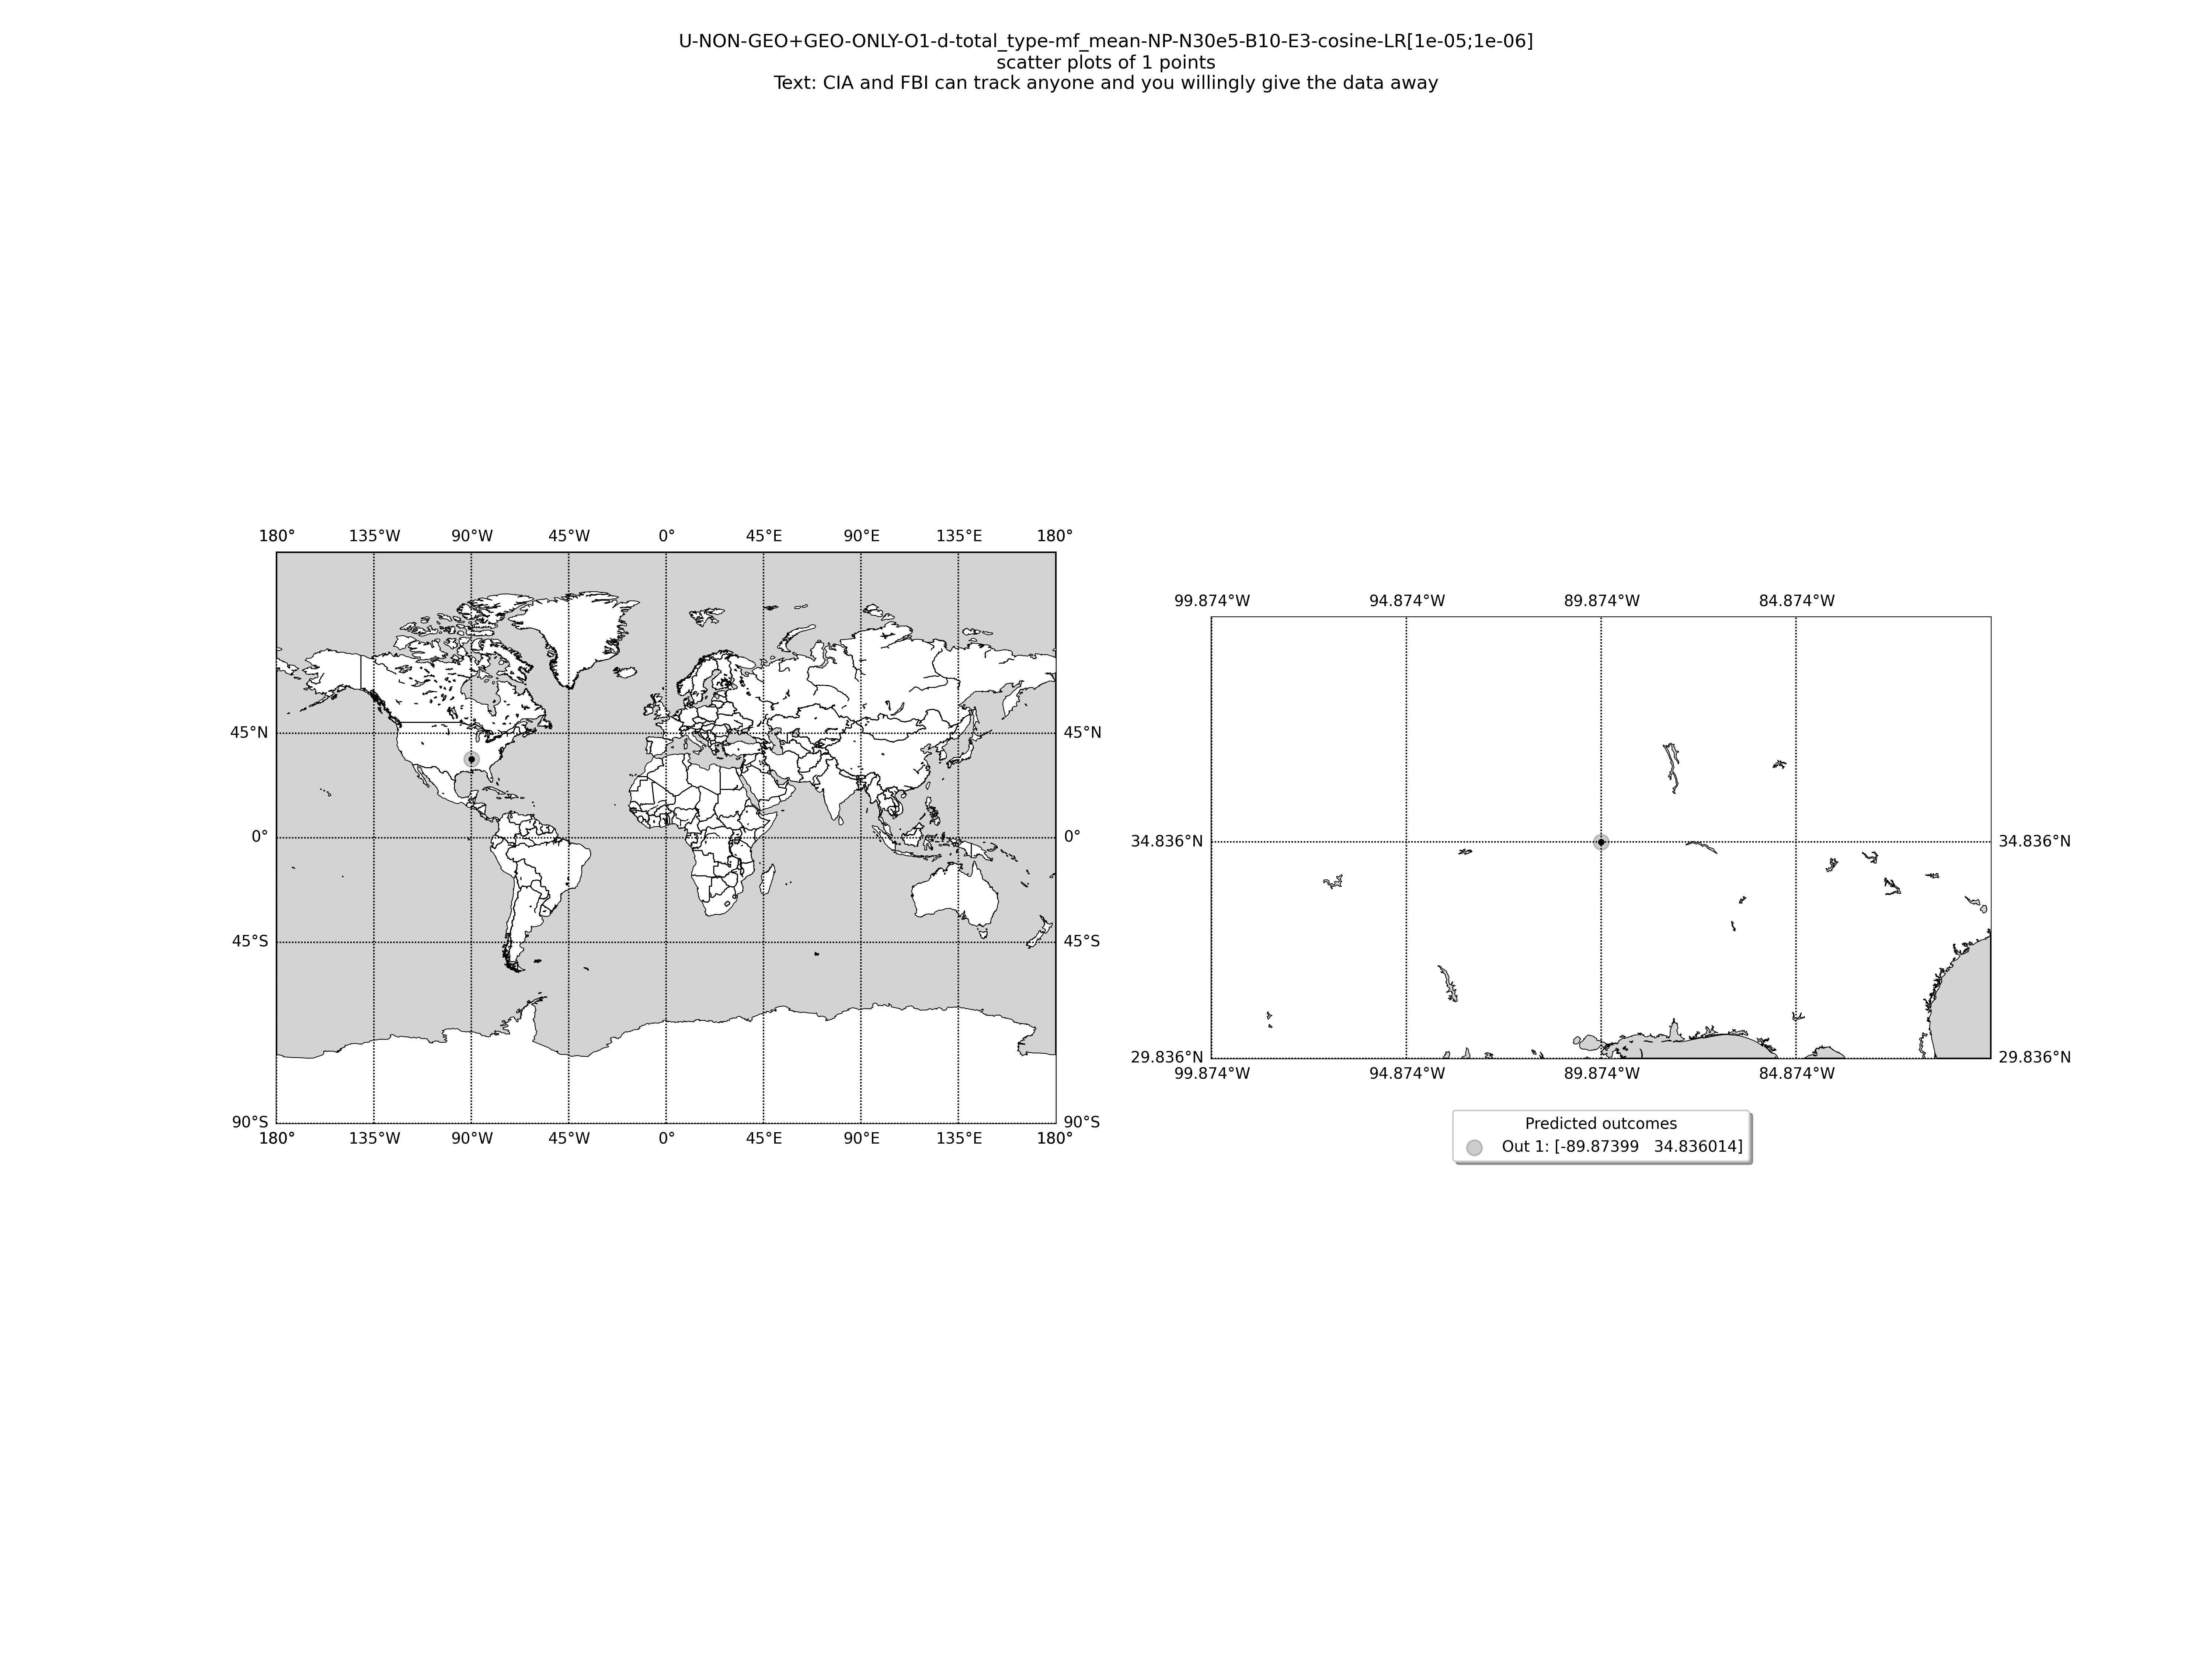 U-NON-GEO+GEO-ONLY-O1-d-total_type-mf_mean-NP-N30e5-B10-E3-cosine-LR[1e-05;1e-06]
scatter plots of 1 points
Text: CIA and FBI can track anyone and you willingly give the data away
180° 135°W 90°W 45°W 0° 45°E 90°E 135°E 180°
45°N 45°N
0° 0°
45°S 45°S
90°S 90°S
180° 135°W 90°W 45°W 0° 45°E 90°E 135°E 180°
99.874°W 94.874°W 89.874°W 84.874°W
34.836°N 34.836°N
29.836°N 29.836°N
99.874°W 94.874°W 89.874°W 84.874°W
Predicted outcomes
Out 1: [-89.87399 34.836014]